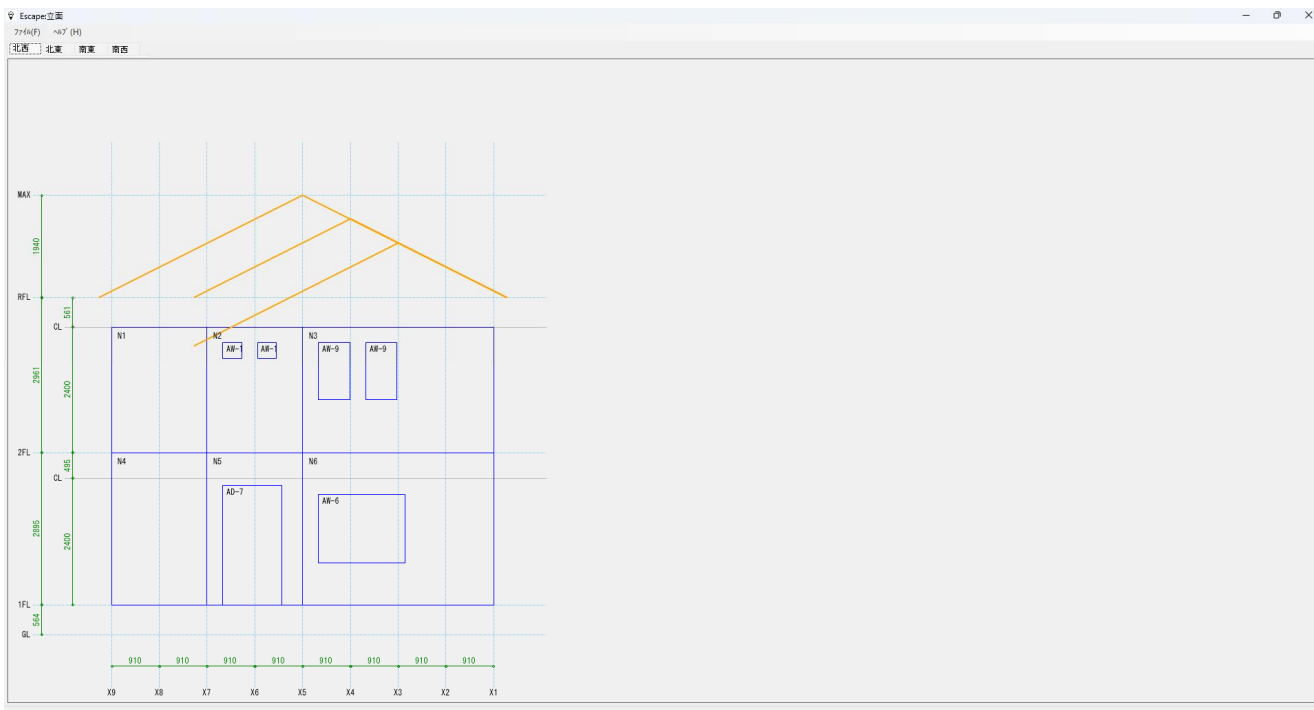 Escape:立面
ﾌｧｲﾙ(F) ﾍﾙﾌﾟ(H)
北西 北東 南東 南西
MAX
1940
RFL
561
CL
N1 N2 N3
AW-1 AW-1 AW-9 AW-9
2961
2400
2FL
N4 N5 N6
495
CL
AD-7
AW-6
2895
2400
1FL
564
GL
910 910 910 910 910 910 910 910
X9 X8 X7 X6 X5 X4 X3 X2 X1